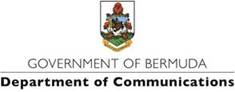 GOVERNMENT OF BERMUDA
Department of Communications